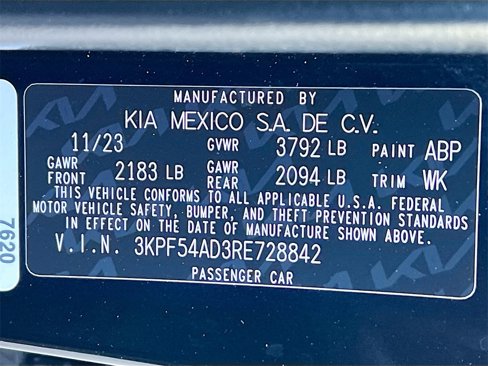 MANUFACTURED BY
KIA MEXICO S.A. DE C.V.
11/23 GVWR 3792 LB PAINT ABP
GAWR FRONT 2183 LB GAWR REAR 2094 LB TRIM WK
THIS VEHICLE CONFORMS TO ALL APPLICABLE U.S.A. FEDERAL
MOTOR VEHICLE SAFETY, BUMPER, AND THEFT PREVENTION STANDARDS
IN EFFECT ON THE DATE OF MANUFACTURE SHOWN ABOVE.
V.I.N. 3KPF54AD3RE728842
PASSENGER CAR
7620